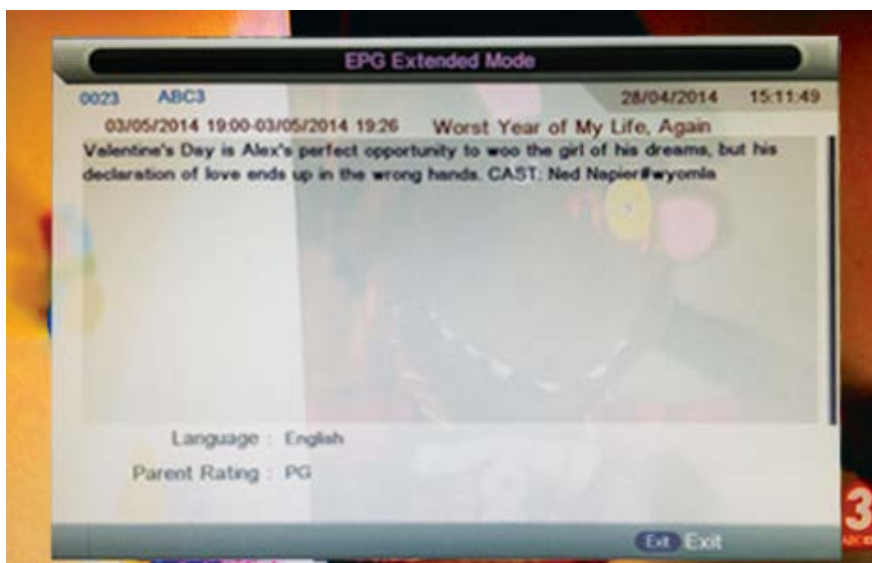 EPG Extended Mode
0023 ABC3 28/04/2014 15:11:49
03/05/2014 19:00-03/05/2014 19:26 Worst Year of My Life, Again
Valentine's Day is Alex's perfect opportunity to woo the girl of his dreams, but his
declaration of love ends up in the wrong hands. CAST: Ned Napier#wyomla
Language : English
Parent Rating : PG
Exit Exit
3